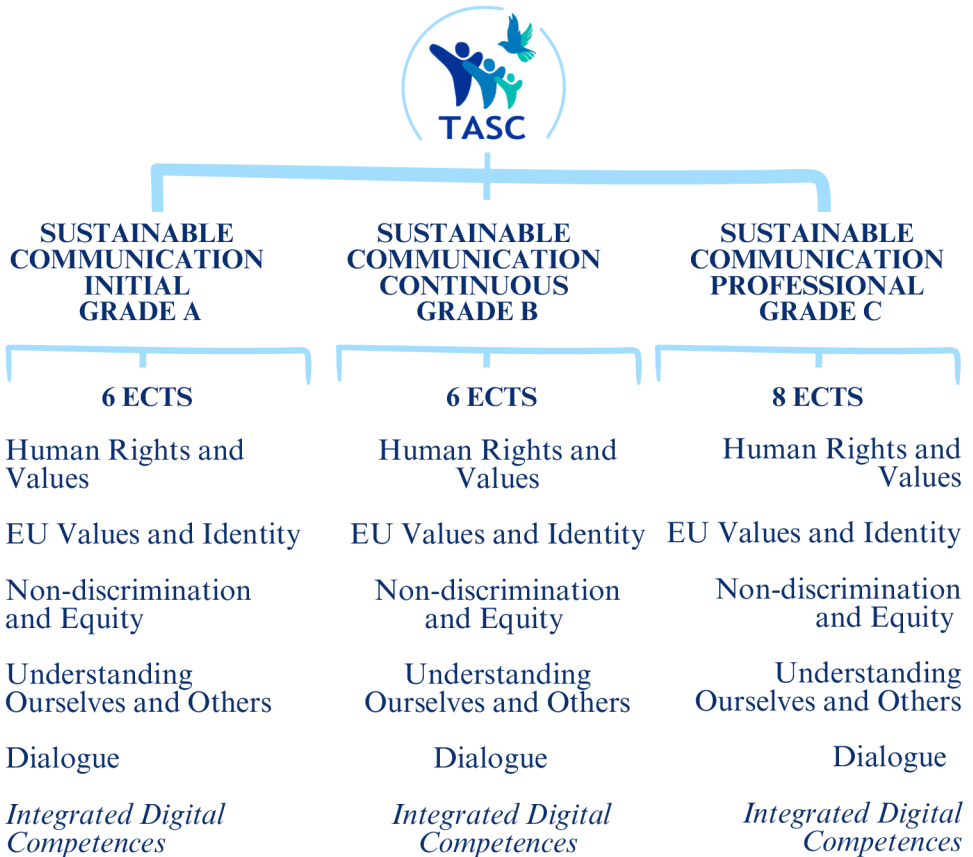 TASC
SUSTAINABLE
COMMUNICATION
INITIAL
GRADE A
6 ECTS
Human Rights and
Values
EU Values and Identity
Non-discrimination
and Equity
Understanding
Ourselves and Others
Dialogue
Integrated Digital
Competences
SUSTAINABLE
COMMUNICATION
CONTINUOUS
GRADE B
6 ECTS
Human Rights and
Values
EU Values and Identity
Non-discrimination
and Equity
Understanding
Ourselves and Others
Dialogue
Integrated Digital
Competences
SUSTAINABLE
COMMUNICATION
PROFESSIONAL
GRADE C
8 ECTS
Human Rights and
Values
EU Values and Identity
Non-discrimination
and Equity
Understanding
Ourselves and Others
Dialogue
Integrated Digital
Competences